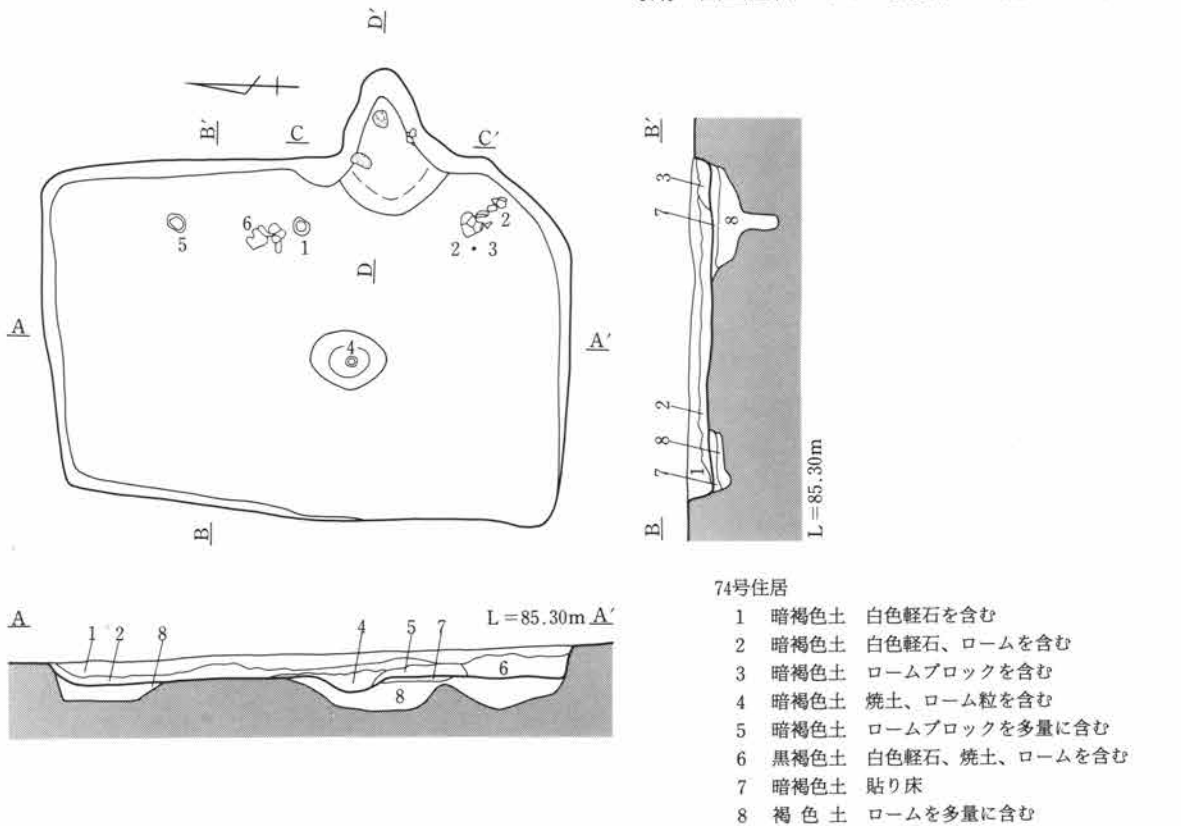 D′
B′
C
C′
5
6
1
2
2・3
D
A
4
A′
B
B′
3
7
8
2
8
7
1
B
L=85.30m
A
L=85.30m A′
1 2 8 4 5 7
6
8
74号住居
1 暗褐色土 白色軽石を含む
2 暗褐色土 白色軽石、ロームを含む
3 暗褐色土 ロームブロックを含む
4 暗褐色土 焼土、ローム粒を含む
5 暗褐色土 ロームブロックを多量に含む
6 黒褐色土 白色軽石、焼土、ロームを含む
7 暗褐色土 貼り床
8 褐色土 ロームを多量に含む